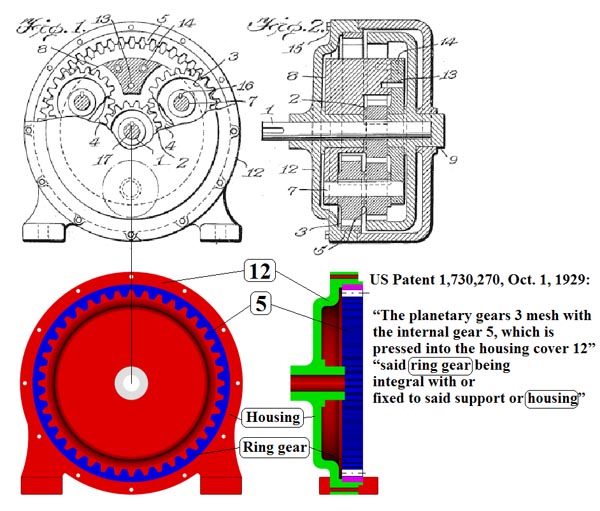 Fig. 1.
5
14
13
8
3
16
7
4
4
17
1
2
12
Fig. 2.
15
14
8
13
2
1
12
9
7
3
5
12
5
Housing
Ring gear
US Patent 1,730,270, Oct. 1, 1929:
“The planetary gears 3 mesh with
the internal gear 5, which is
pressed into the housing cover 12”
“said ring gear being
integral with or
fixed to said support or housing”